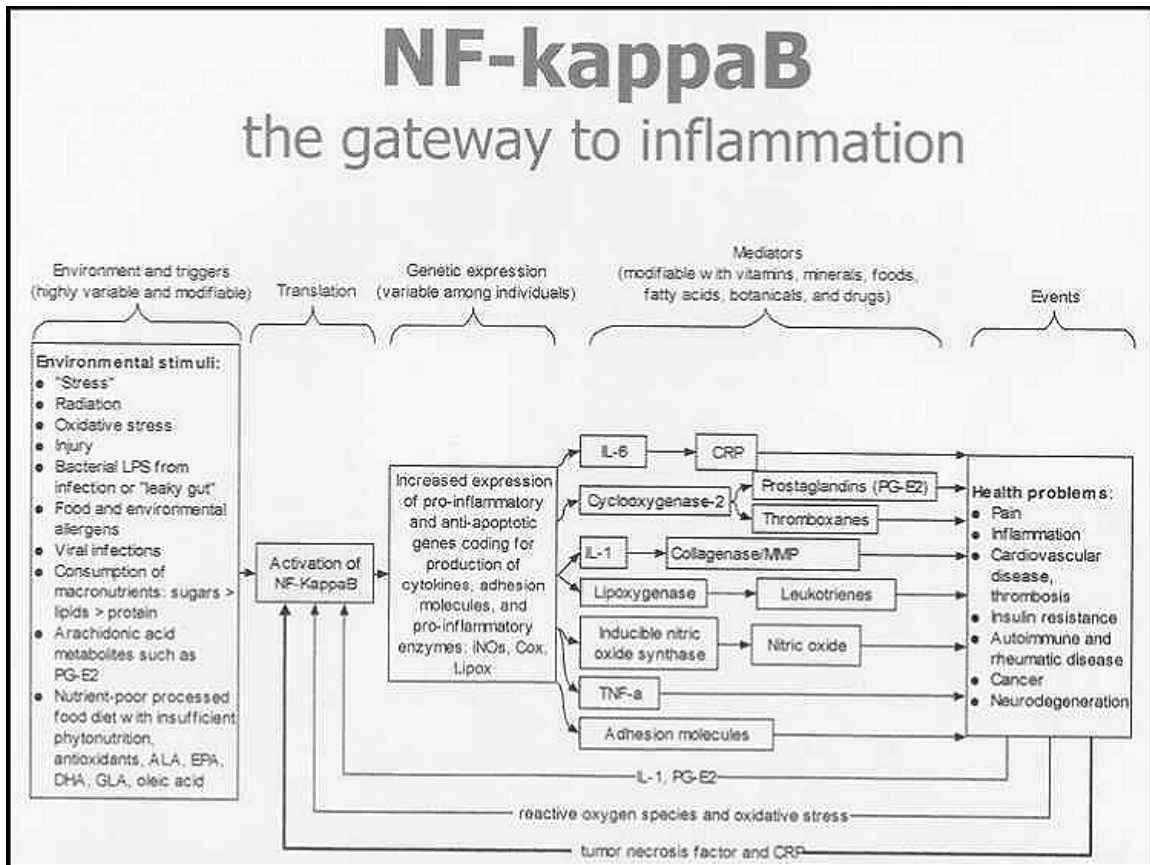 NF-kappaB
the gateway to inflammation
Environment and triggers
(highly variable and modifiable)
Translation
Genetic expression
(variable among individuals)
Mediators
(modifiable with vitamins, minerals, foods,
fatty acids, botanicals, and drugs)
Events
Environmental stimuli:
● "Stress"
● Radiation
● Oxidative stress
● Injury
● Bacterial LPS from
infection or "leaky gut"
● Food and environmental
allergens
● Viral infections
● Consumption of
macronutrients: sugars >
lipids > protein
● Arachidonic acid
metabolites such as
PG-E2
● Nutrient-poor processed
food diet with insufficient
phytonutrition,
antioxidants, ALA, EPA,
DHA, GLA, oleic acid
Activation of
NF-KappaB
Increased expression
of pro-inflammatory
and anti-apoptotic
genes coding for
production of
cytokines, adhesion
molecules, and
pro-inflammatory
enzymes: iNOs, Cox,
Lipox
IL-6
CRP
Cyclooxygenase-2
Prostaglandins (PG-E2)
Thromboxanes
IL-1
Collagenase/MMP
Lipoxygenase
Leukotrienes
Inducible nitric
oxide synthase
Nitric oxide
TNF-a
Adhesion molecules
Health problems:
● Pain
● Inflammation
● Cardiovascular
disease,
thrombosis
● Insulin resistance
● Autoimmune and
rheumatic disease
● Cancer
● Neurodegeneration
IL-1, PG-E2
reactive oxygen species and oxidative stress
tumor necrosis factor and CRP